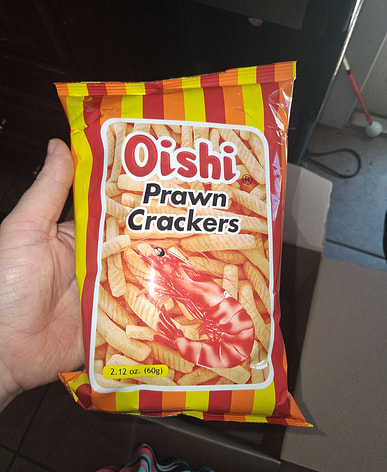 Oishi®
Prawn
Crackers
2.12 oz. (60g)